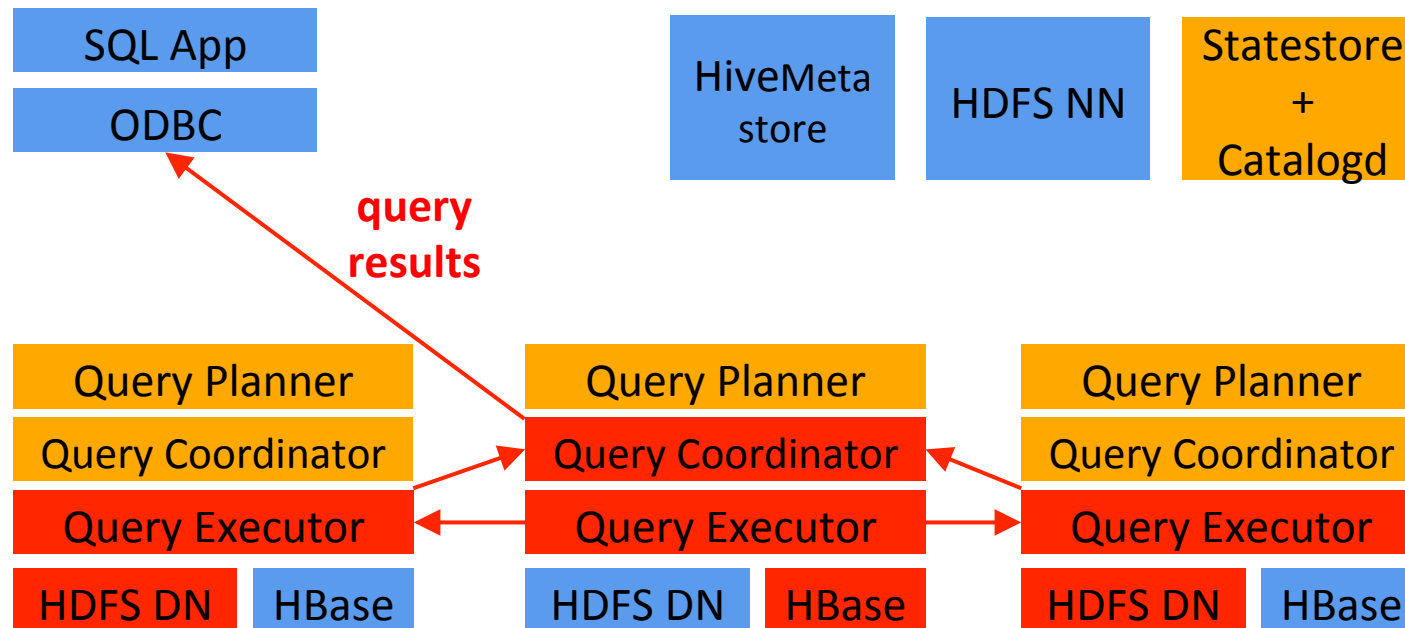 SQL App
ODBC
HiveMeta
store
HDFS NN
Statestore
+
Catalogd
query
results
Query Planner
Query Planner
Query Planner
Query Coordinator
Query Coordinator
Query Coordinator
Query Executor
Query Executor
Query Executor
HDFS DN
HBase
HDFS DN
HBase
HDFS DN
HBase